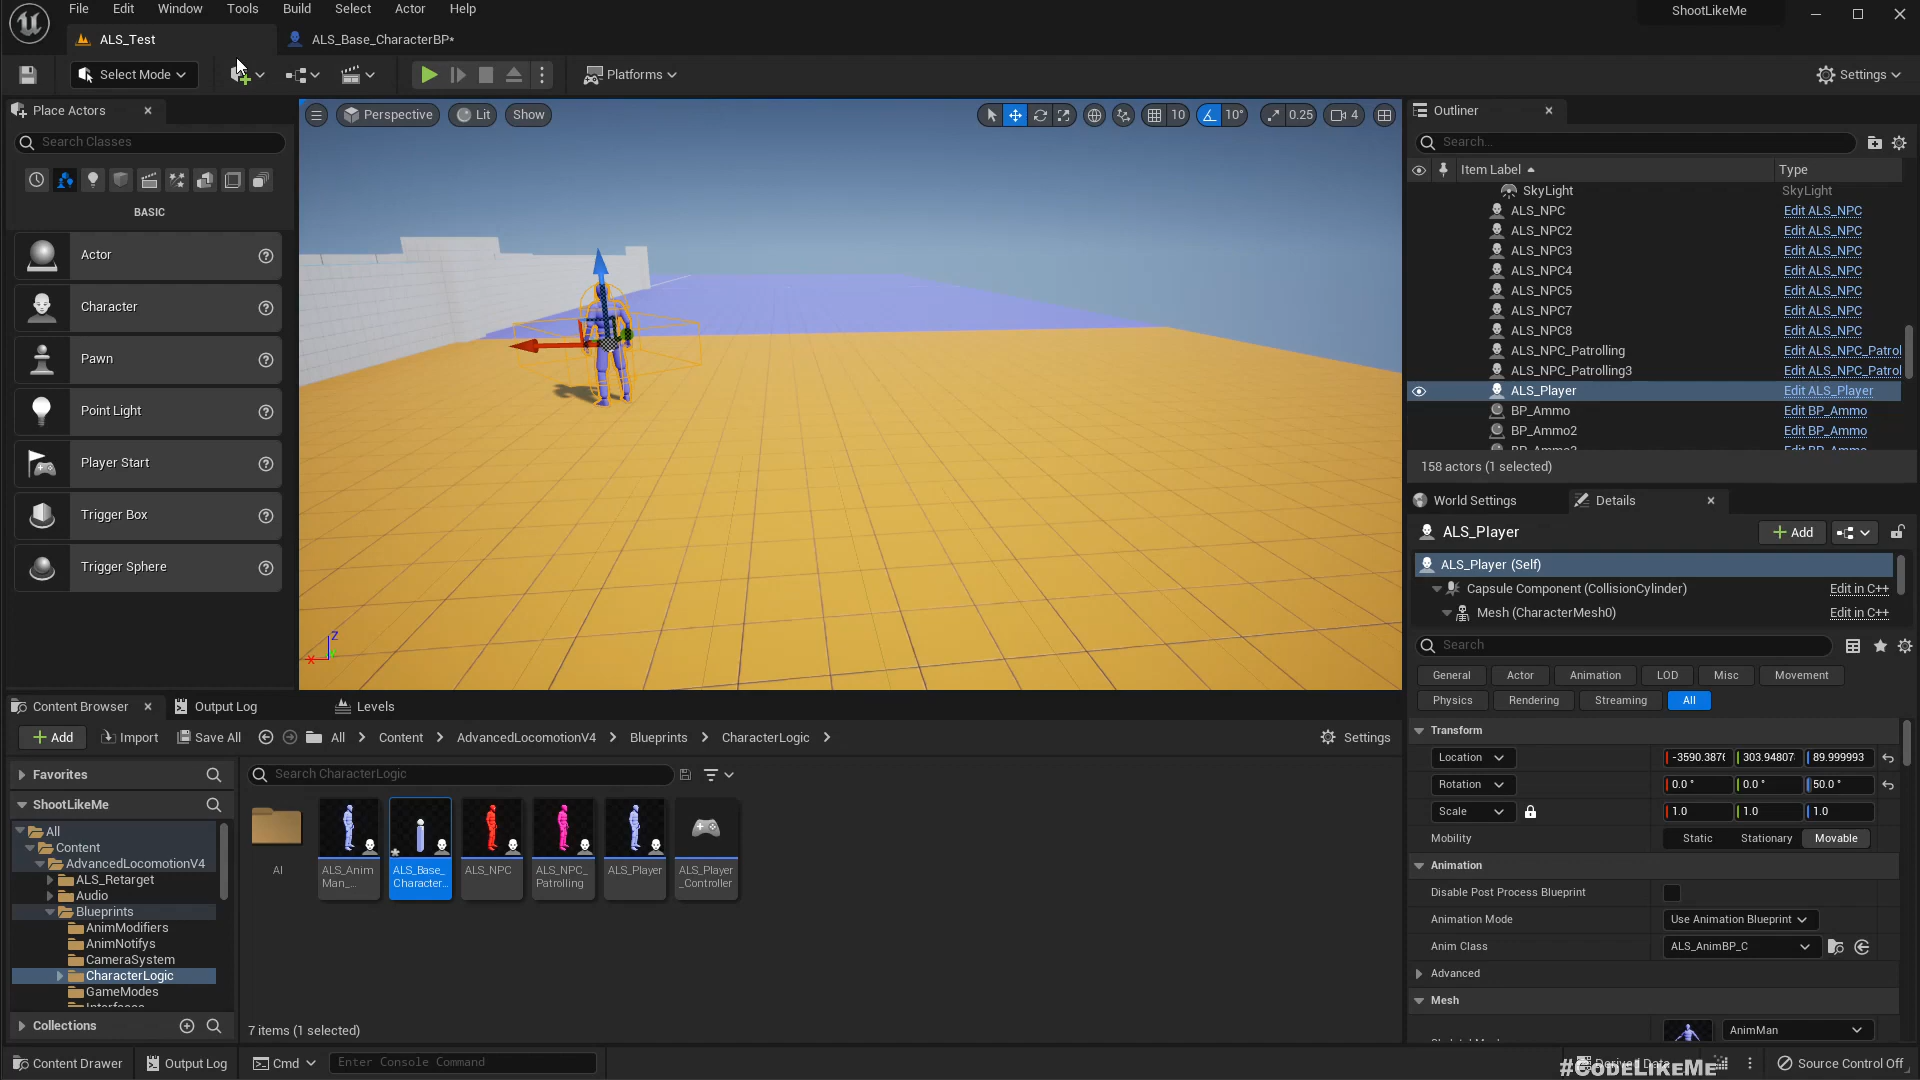 File Edit Window Tools Build Select Actor Help
ShootLikeMe
ALS_Test
ALS_Base_CharacterBP*
Select Mode
Platforms
Settings
Place Actors
Search Classes
BASIC
Actor
Character
Pawn
Point Light
Player Start
Trigger Box
Trigger Sphere
Perspective
Lit
Show
10
10°
0.25
4
Z
X
Outliner
Search...
Item Label
Type
SkyLight SkyLight
ALS_NPC Edit ALS_NPC
ALS_NPC2 Edit ALS_NPC
ALS_NPC3 Edit ALS_NPC
ALS_NPC4 Edit ALS_NPC
ALS_NPC5 Edit ALS_NPC
ALS_NPC7 Edit ALS_NPC
ALS_NPC8 Edit ALS_NPC
ALS_NPC_Patrolling Edit ALS_NPC_Patrol
ALS_NPC_Patrolling3 Edit ALS_NPC_Patrol
ALS_Player Edit ALS_Player
BP_Ammo Edit BP_Ammo
BP_Ammo2 Edit BP_Ammo
158 actors (1 selected)
World Settings
Details
ALS_Player
Add
ALS_Player (Self)
Capsule Component (CollisionCylinder) Edit in C++
Mesh (CharacterMesh0) Edit in C++
Search
General Actor Animation LOD Misc Movement
Physics Rendering Streaming All
Transform
Location -3590.387 303.94807 89.999993
Rotation 0.0 ° 0.0 ° 50.0 °
Scale 1.0 1.0 1.0
Mobility Static Stationary Movable
Animation
Disable Post Process Blueprint
Animation Mode Use Animation Blueprint
Anim Class ALS_AnimBP_C
Advanced
Mesh
AnimMan
Content Browser
Output Log
Levels
Add Import Save All All Content AdvancedLocomotionV4 Blueprints CharacterLogic
Settings
Favorites
ShootLikeMe
All
Content
AdvancedLocomotionV4
ALS_Retarget
Audio
Blueprints
AnimModifiers
AnimNotifys
CameraSystem
CharacterLogic
GameModes
Collections
Search CharacterLogic
AI
ALS_Anim
Man_...
ALS_Base_
Character...
ALS_NPC
ALS_NPC_
Patrolling
ALS_Player
ALS_Player
_Controller
7 items (1 selected)
Content Drawer
Output Log
Cmd
Enter Console Command
Source Control Off
#CODELIKEME